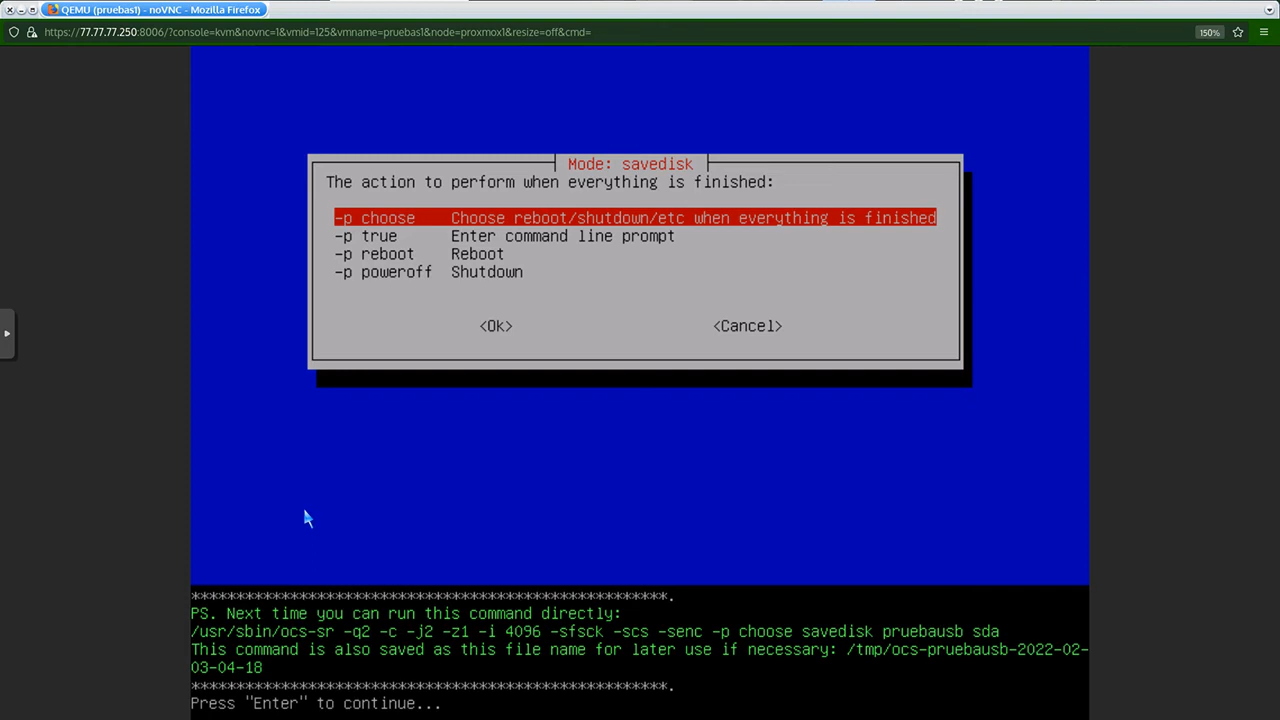 QEMU (pruebas1) - noVNC - Mozilla Firefox
https://77.77.77.250:8006/?console=kvm&novnc=1&vmid=125&vmname=pruebas1&node=proxmox1&resize=off&cmd=
150%
Mode: savedisk
The action to perform when everything is finished:
-p choose Choose reboot/shutdown/etc when everything is finished
-p true Enter command line prompt
-p reboot Reboot
-p poweroff Shutdown
<Ok> <Cancel>
*****************************************************.
PS. Next time you can run this command directly:
/usr/sbin/ocs-sr -q2 -c -j2 -z1 -i 4096 -sfsck -scs -senc -p choose savedisk pruebausb sda
This command is also saved as this file name for later use if necessary: /tmp/ocs-pruebausb-2022-02-
03-04-18
*****************************************************.
Press "Enter" to continue...